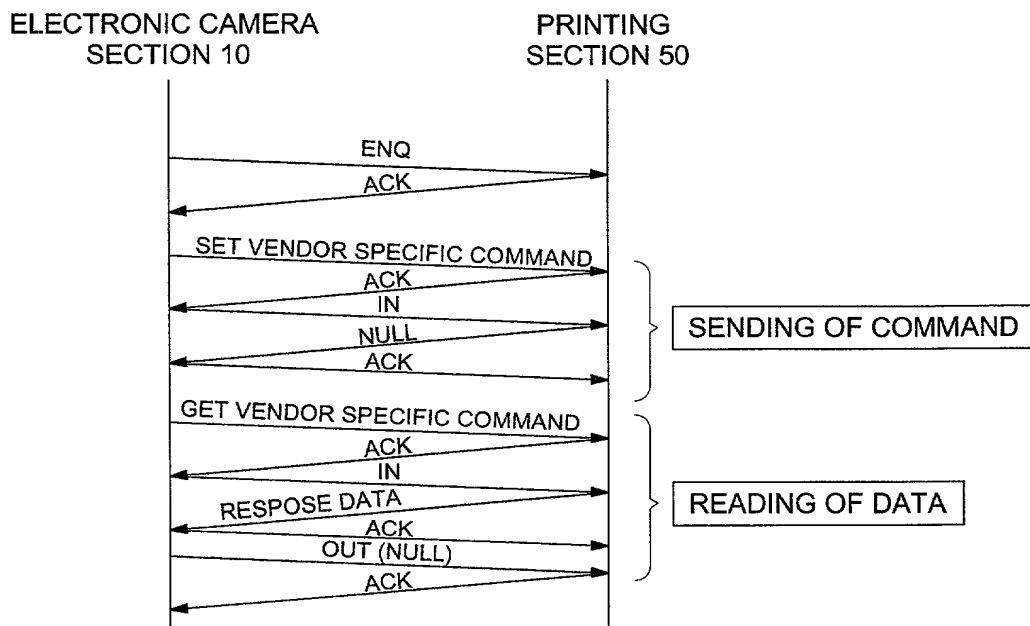 ELECTRONIC CAMERA
SECTION 10
PRINTING
SECTION 50
ENQ
ACK
SET VENDOR SPECIFIC COMMAND
ACK
IN
NULL
ACK
SENDING OF COMMAND
GET VENDOR SPECIFIC COMMAND
ACK
IN
RESPOSE DATA
ACK
OUT (NULL)
ACK
READING OF DATA